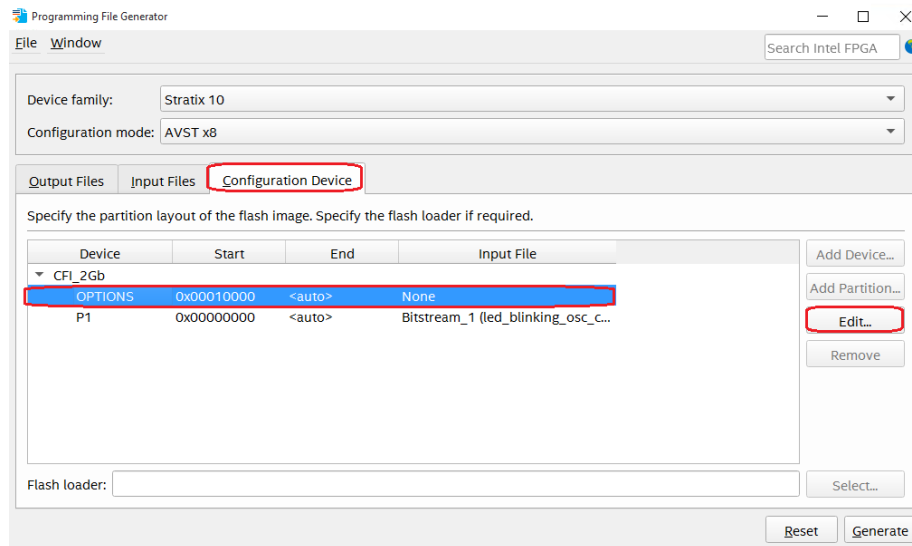 Programming File Generator
File Window
Search Intel FPGA
Device family: Stratix 10
Configuration mode: AVST x8
Output Files Input Files Configuration Device
Specify the partition layout of the flash image. Specify the flash loader if required.
Device Start End Input File
Add Device...
CFI_2Gb
OPTIONS 0x00010000 <auto> None
Add Partition...
P1 0x00000000 <auto> Bitstream_1 (led_blinking_osc_c...
Edit...
Remove
Flash loader:
Select...
Reset Generate